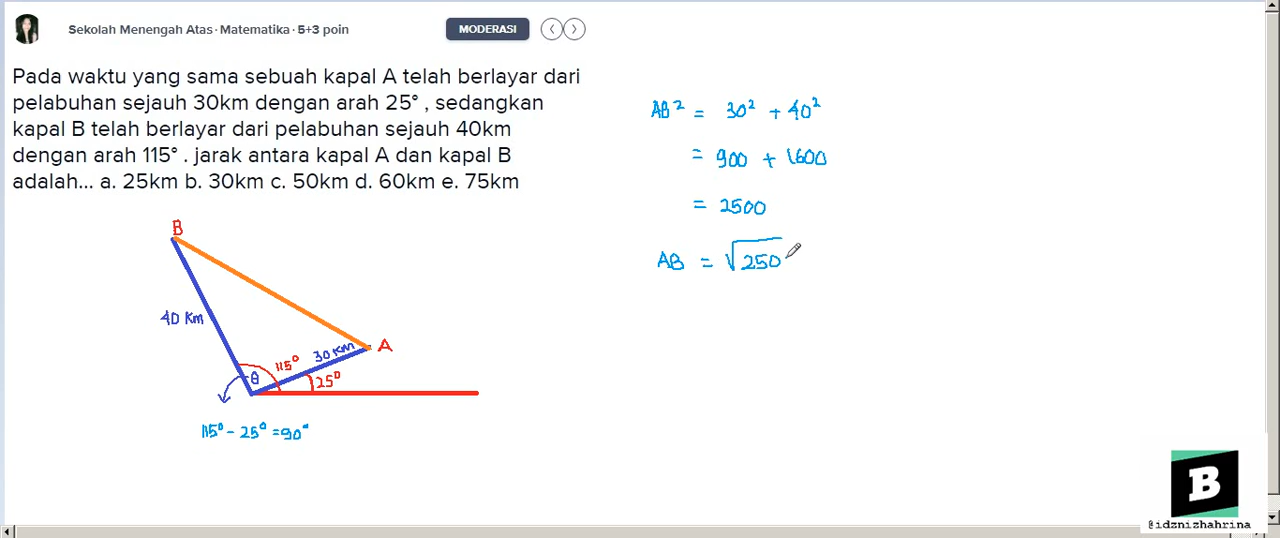 Sekolah Menengah Atas · Matematika · 5+3 poin
MODERASI
Pada waktu yang sama sebuah kapal A telah berlayar dari
pelabuhan sejauh 30km dengan arah 25° , sedangkan
kapal B telah berlayar dari pelabuhan sejauh 40km
dengan arah 115° . jarak antara kapal A dan kapal B
adalah... a. 25km b. 30km c. 50km d. 60km e. 75km
B
40 Km
115°
30 KM
A
θ
25°
115° - 25° = 90°
AB² = 30² + 40²
= 900 + 1600
= 2500
AB = √250
B
@idznizhahrina